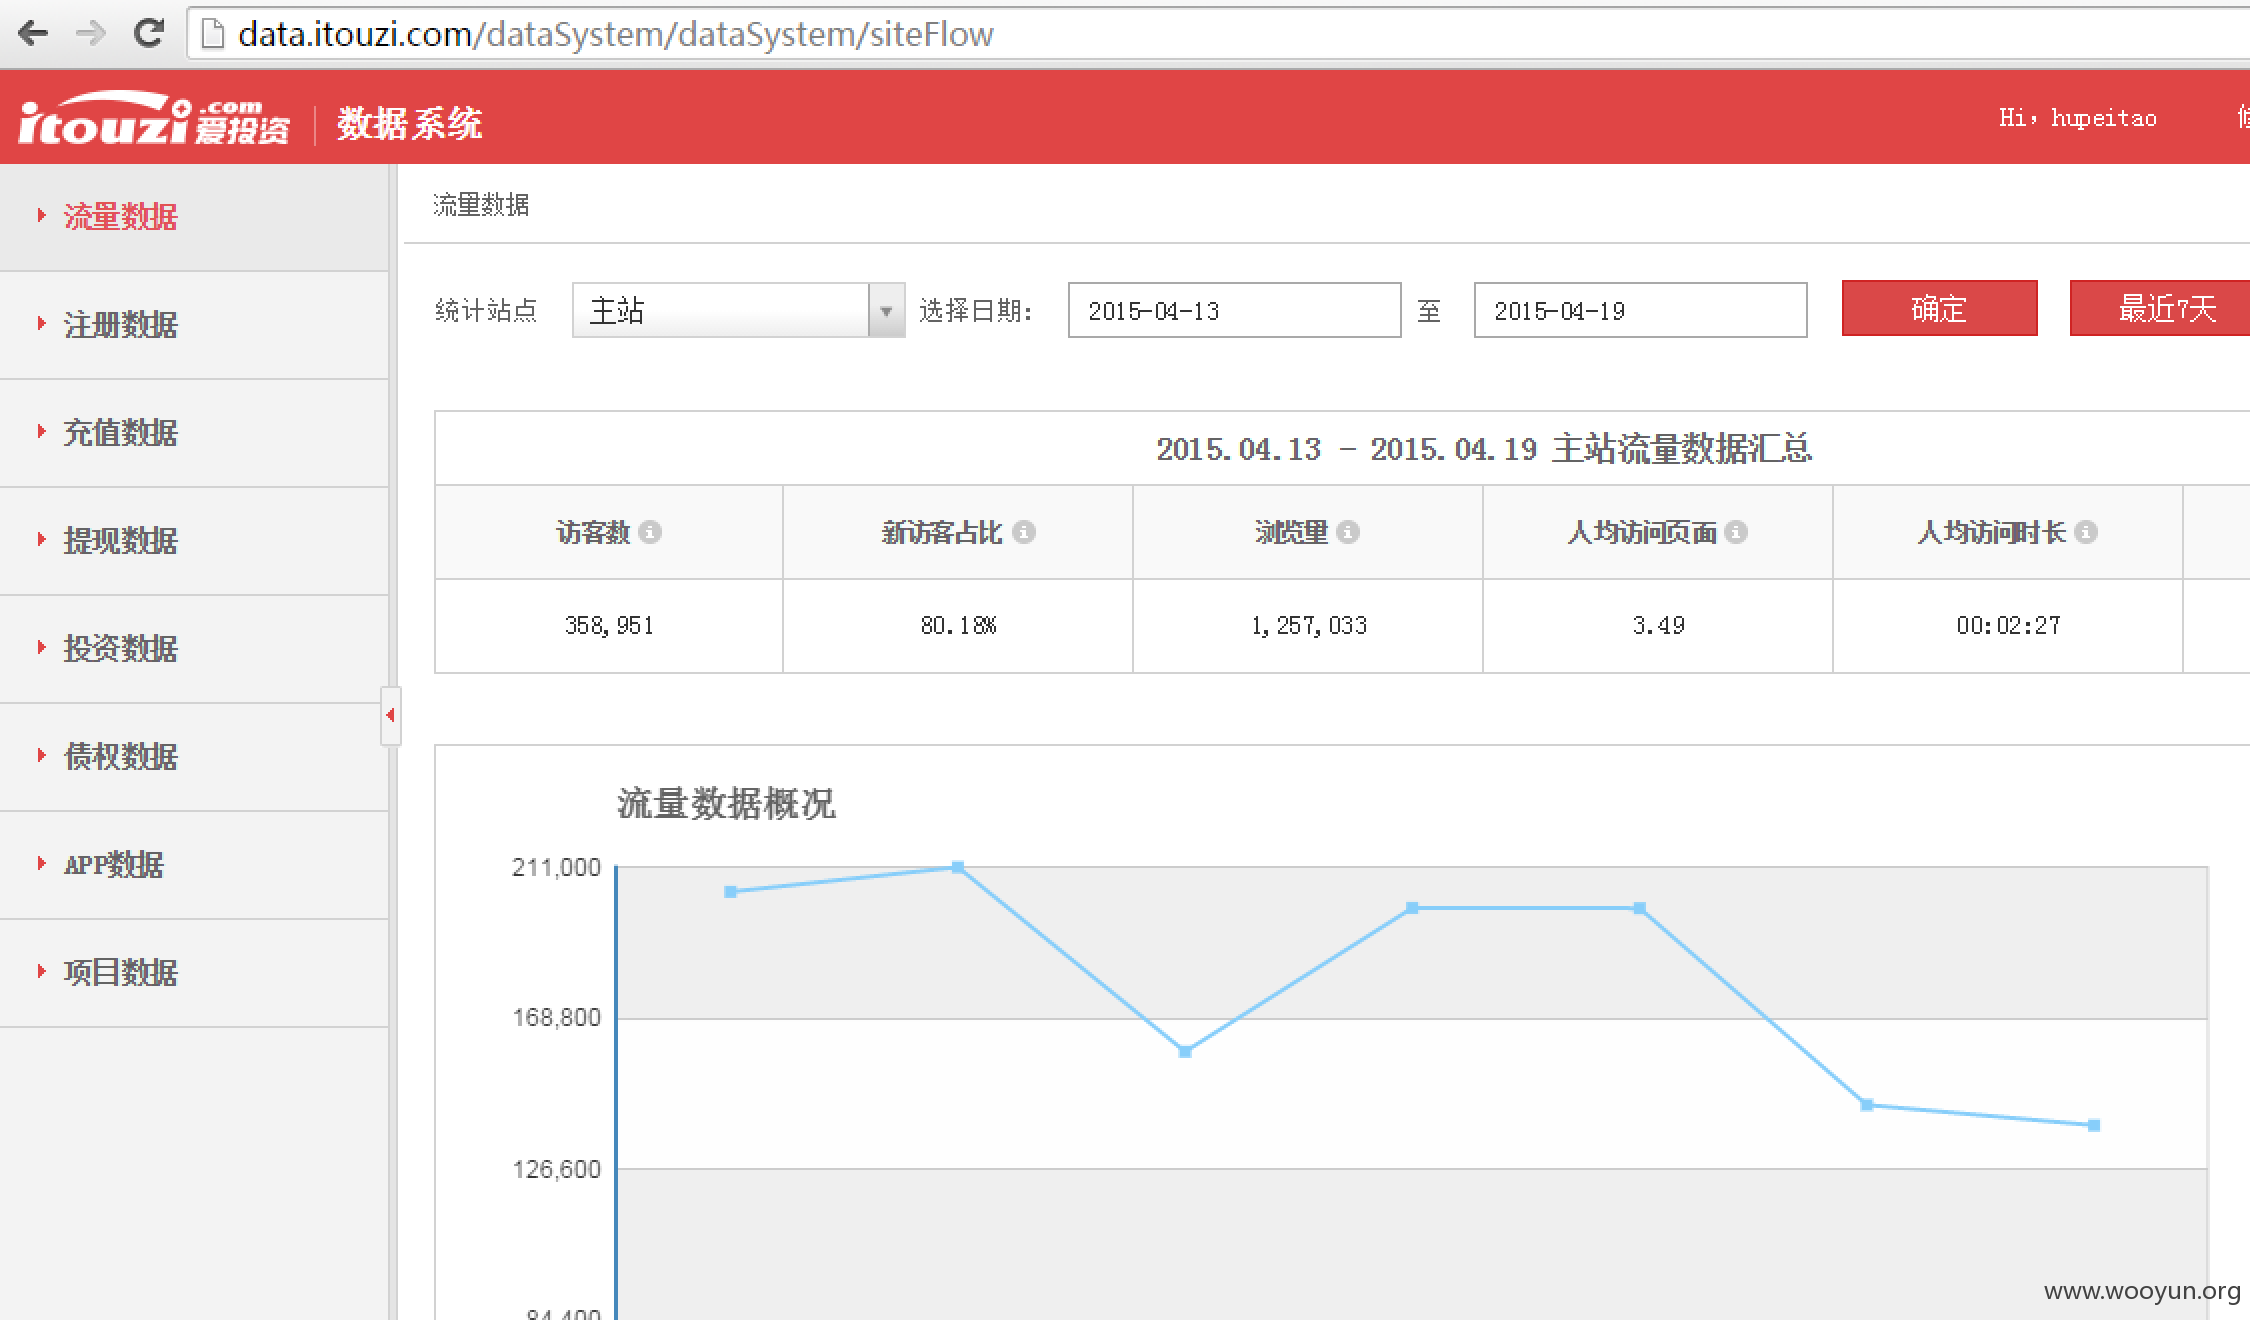 data.itouzi.com/dataSystem/dataSystem/siteFlow
itouzi.com 爱投资 数据系统
Hi，hupeitao
流量数据
注册数据
充值数据
提现数据
投资数据
债权数据
APP数据
项目数据
流量数据
统计站点 主站 选择日期： 2015-04-13 至 2015-04-19 确定 最近7天
2015.04.13 - 2015.04.19 主站流量数据汇总
访客数 新访客占比 浏览量 人均访问页面 人均访问时长
358,951 80.18% 1,257,033 3.49 00:02:27
流量数据概况
211,000
168,800
126,600
84,400
www.wooyun.org